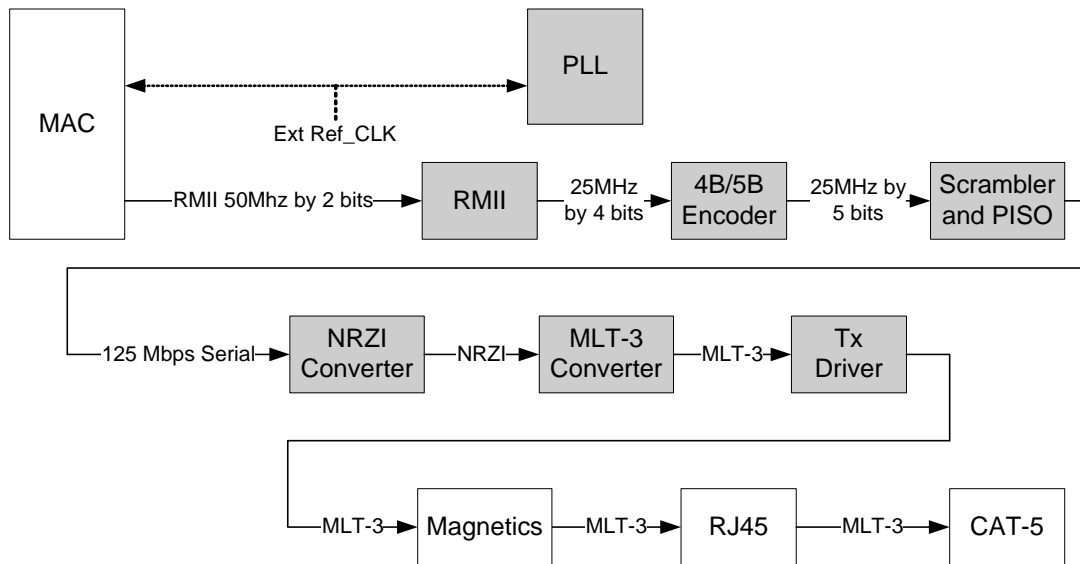 MAC
PLL
Ext Ref_CLK
RMII 50Mhz by 2 bits
RMII
25MHz
by 4 bits
4B/5B
Encoder
25MHz by
5 bits
Scrambler
and PISO
125 Mbps Serial
NRZI
Converter
NRZI
MLT-3
Converter
MLT-3
Tx
Driver
MLT-3
Magnetics
MLT-3
RJ45
MLT-3
CAT-5